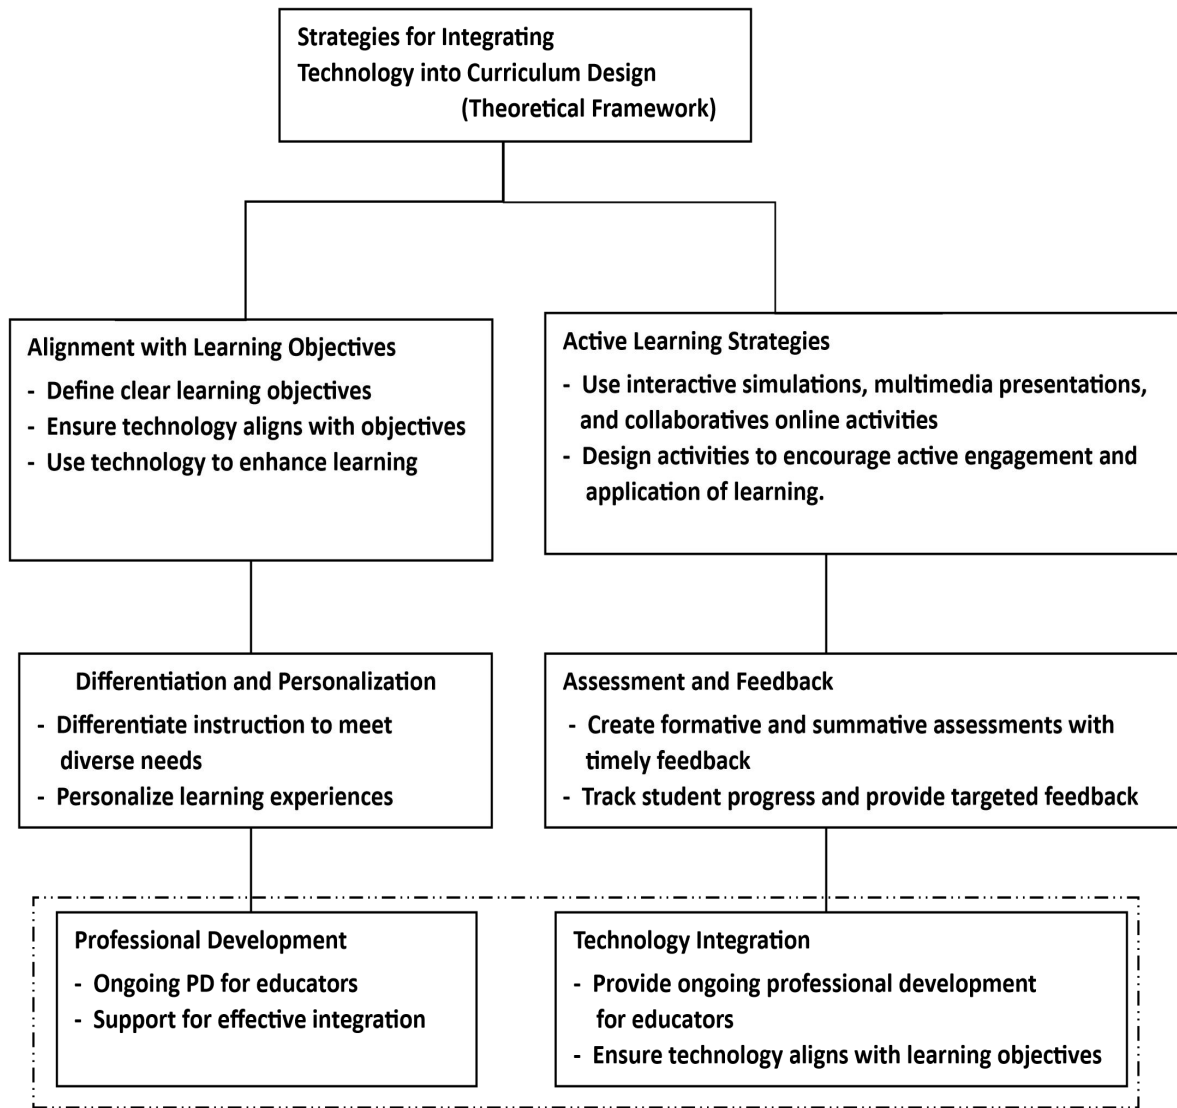 Strategies for Integrating
Technology into Curriculum Design
(Theoretical Framework)
Alignment with Learning Objectives
- Define clear learning objectives
- Ensure technology aligns with objectives
- Use technology to enhance learning
Active Learning Strategies
- Use interactive simulations, multimedia presentations,
and collaboratives online activities
- Design activities to encourage active engagement and
application of learning.
Differentiation and Personalization
- Differentiate instruction to meet
diverse needs
- Personalize learning experiences
Assessment and Feedback
- Create formative and summative assessments with
timely feedback
- Track student progress and provide targeted feedback
Professional Development
- Ongoing PD for educators
- Support for effective integration
Technology Integration
- Provide ongoing professional development
for educators
- Ensure technology aligns with learning objectives